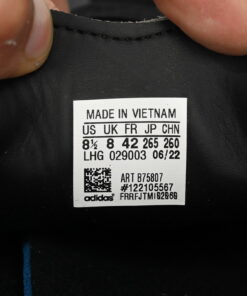 MADE IN VIETNAM
US UK FR JP CHN
8½ 8 42 265 260
LHG 029003 06/22
ART B75807
#122105567
adidas